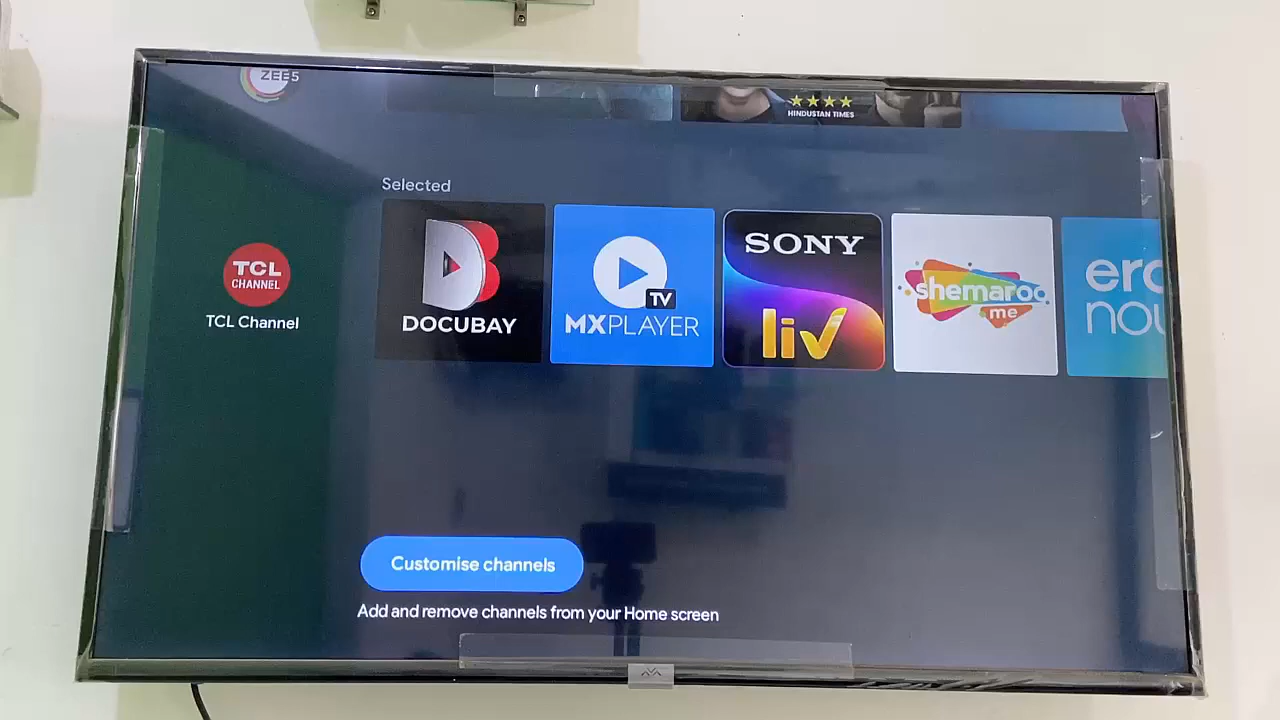 ZEE5
★★★★
HINDUSTAN TIMES
Selected
TCL
CHANNEL
TCL Channel
DOCUBAY
MXPLAYER
TV
SONY
liv
shemaroo
me
Customise channels
Add and remove channels from your Home screen